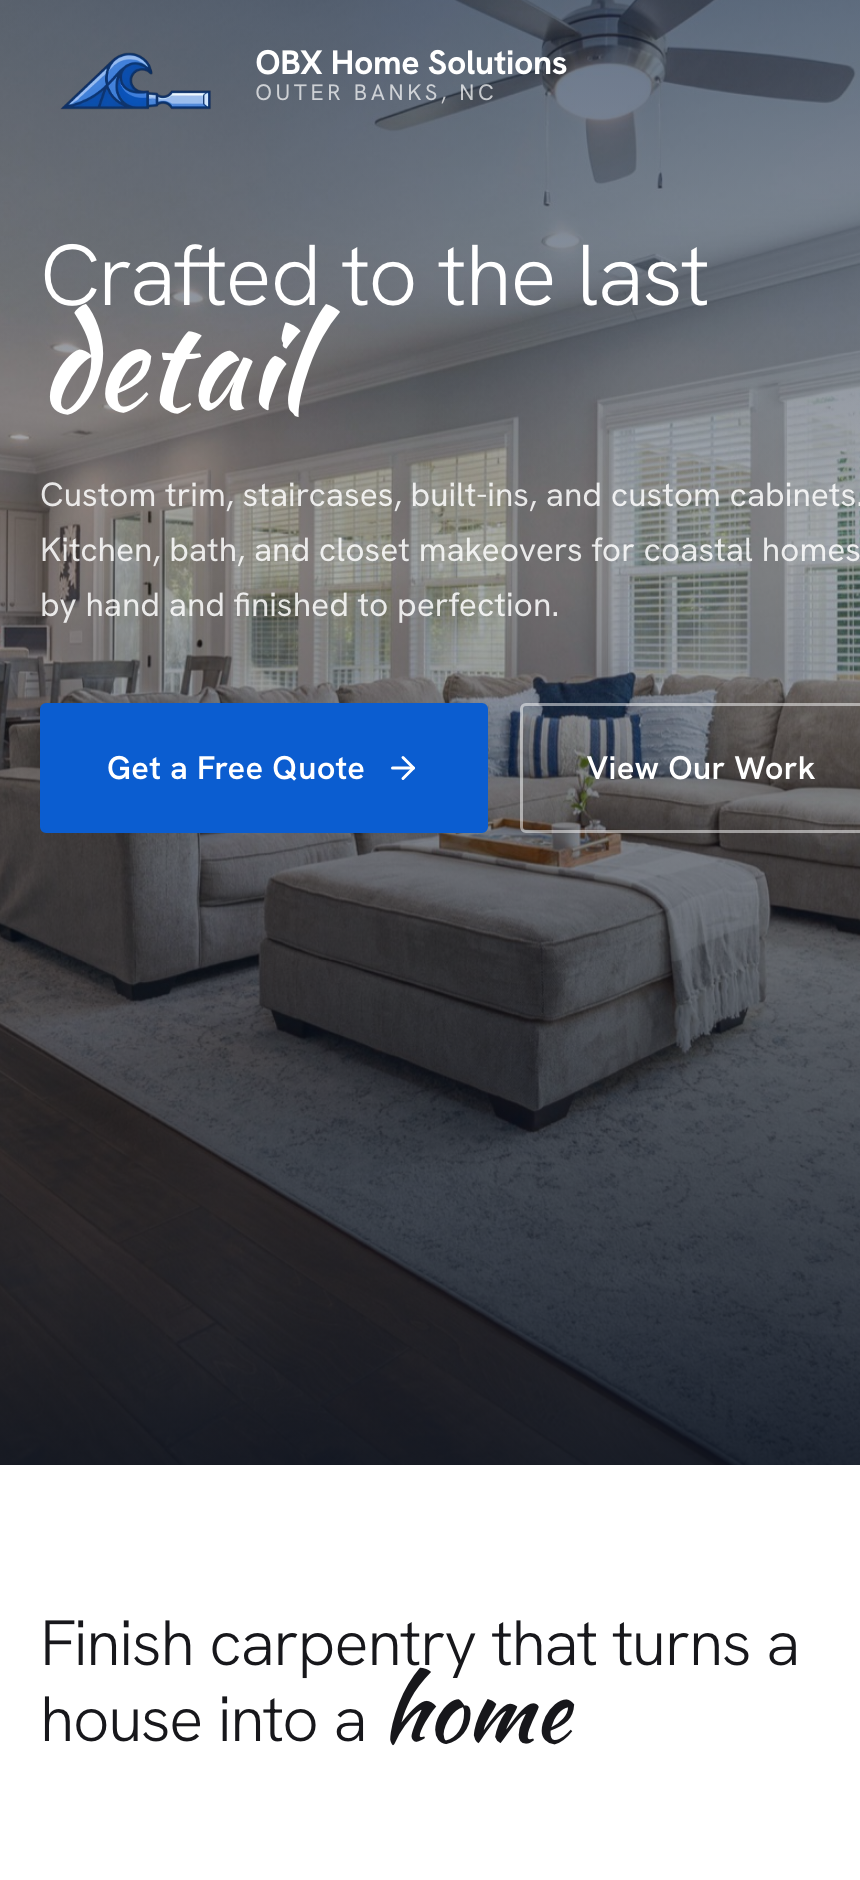 OBX Home Solutions
OUTER BANKS, NC
Crafted to the last
detail
Custom trim, staircases, built-ins, and custom cabinets.
Kitchen, bath, and closet makeovers for coastal homes
by hand and finished to perfection.
Get a Free Quote →
View Our Work
Finish carpentry that turns a
house into a home